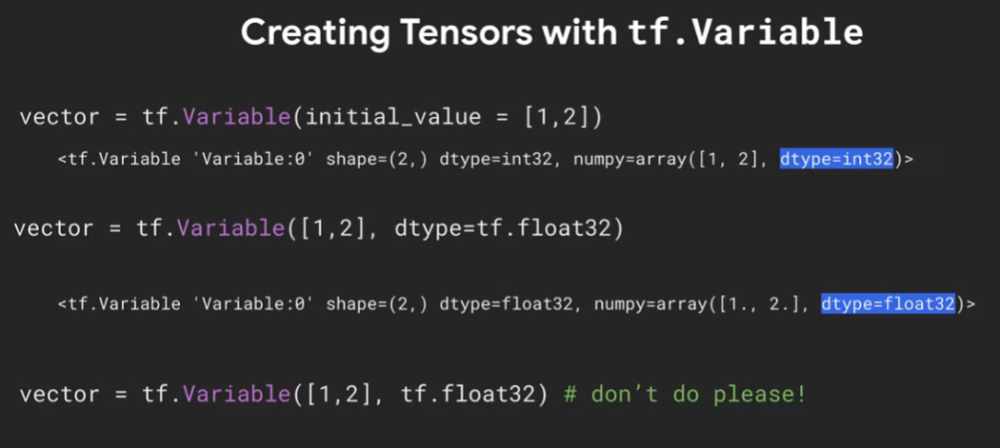 Creating Tensors with tf.Variable
vector = tf.Variable(initial_value = [1,2])
<tf.Variable 'Variable:0' shape=(2,) dtype=int32, numpy=array([1, 2], dtype=int32)>
vector = tf.Variable([1,2], dtype=tf.float32)
<tf.Variable 'Variable:0' shape=(2,) dtype=float32, numpy=array([1., 2.], dtype=float32)>
vector = tf.Variable([1,2], tf.float32) # don’t do please!